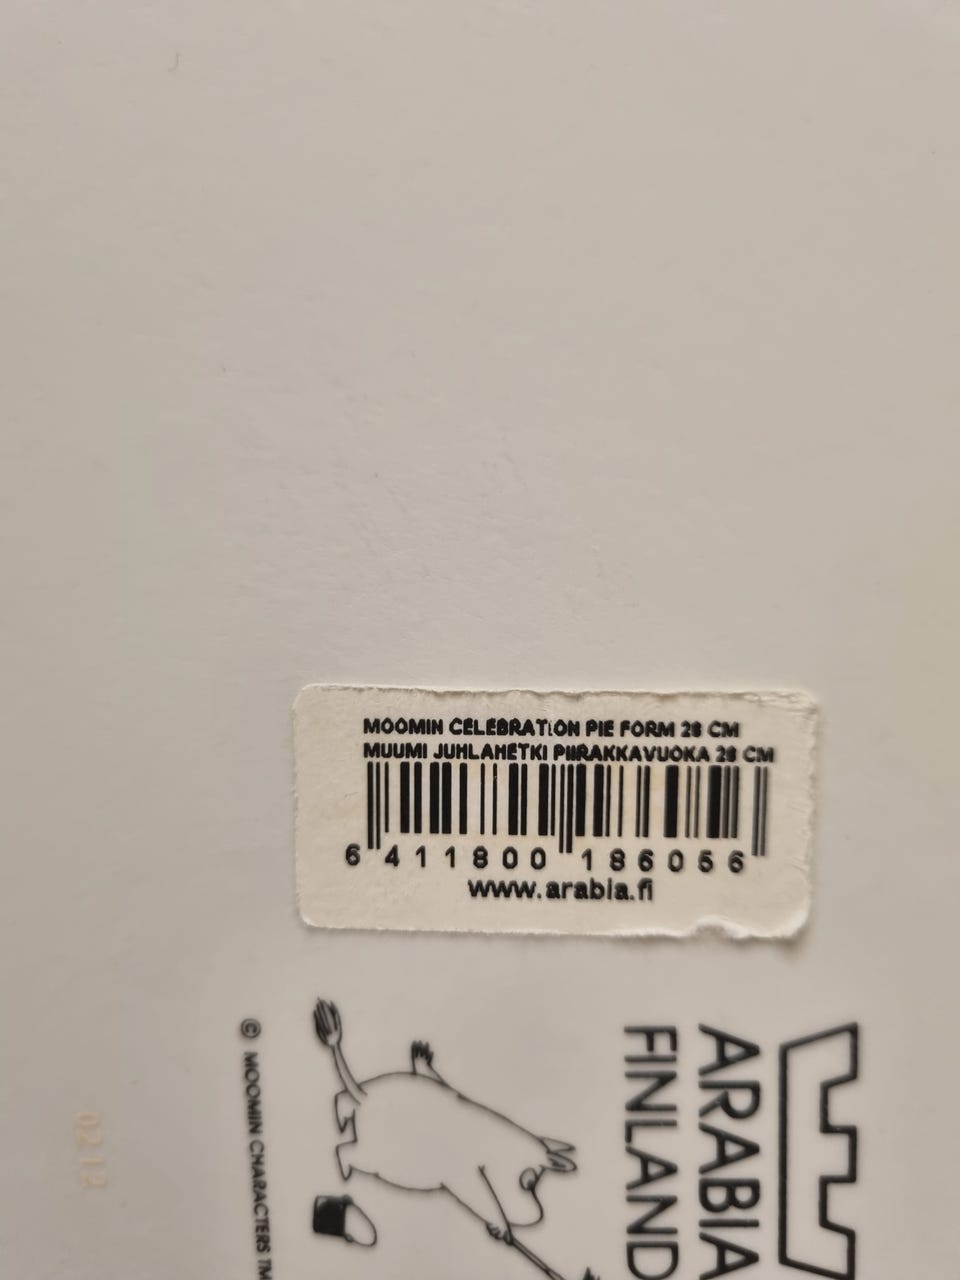 MOOMIN CELEBRATION PIE FORM 28 CM
MUUMI JUHLAHETKI PIIRAKKAVUOKA 28 CM
6 411800 186056
www.arabia.fi
ARABIA
FINLAND
© MOOMIN CHARACTERS TM
02 12